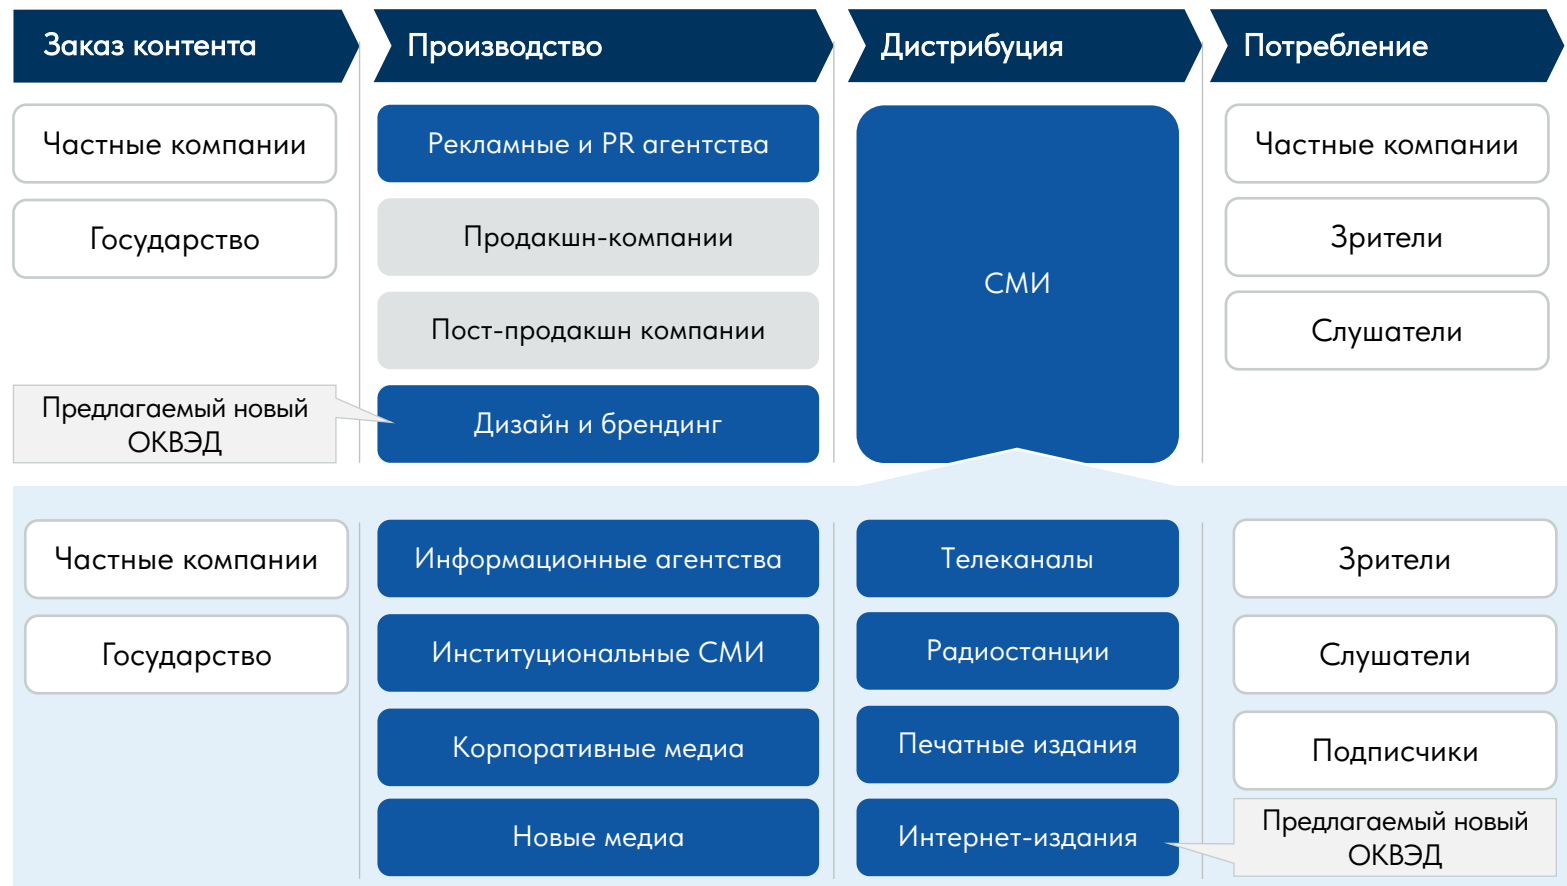 Заказ контента
Производство
Дистрибуция
Потребление
Частные компании
Государство
Предлагаемый новый
ОКВЭД
Рекламные и PR агентства
Продакшн-компании
Пост-продакшн компании
Дизайн и брендинг
СМИ
Частные компании
Зрители
Слушатели
Частные компании
Государство
Информационные агентства
Институциональные СМИ
Корпоративные медиа
Новые медиа
Телеканалы
Радиостанции
Печатные издания
Интернет-издания
Зрители
Слушатели
Подписчики
Предлагаемый новый
ОКВЭД